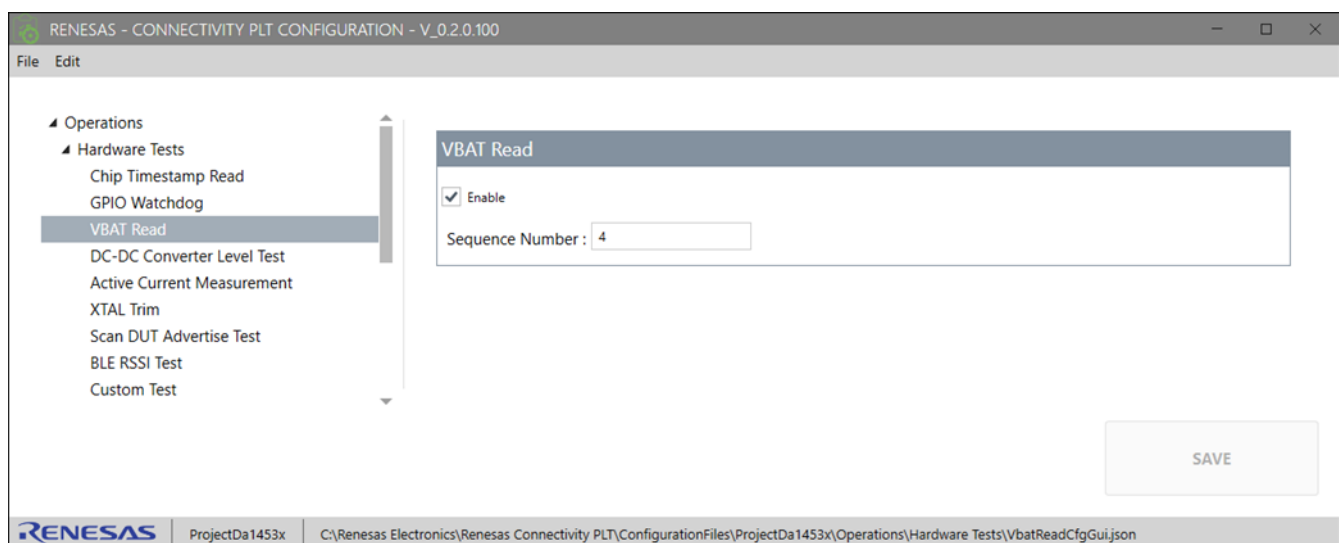 RENESAS - CONNECTIVITY PLT CONFIGURATION - V_0.2.0.100
File Edit
Operations
Hardware Tests
Chip Timestamp Read
GPIO Watchdog
VBAT Read
DC-DC Converter Level Test
Active Current Measurement
XTAL Trim
Scan DUT Advertise Test
BLE RSSI Test
Custom Test
VBAT Read
Enable
Sequence Number : 4
SAVE
RENESAS ProjectDa1453x C:\Renesas Electronics\Renesas Connectivity PLT\ConfigurationFiles\ProjectDa1453x\Operations\Hardware Tests\VbatReadCfgGui.json